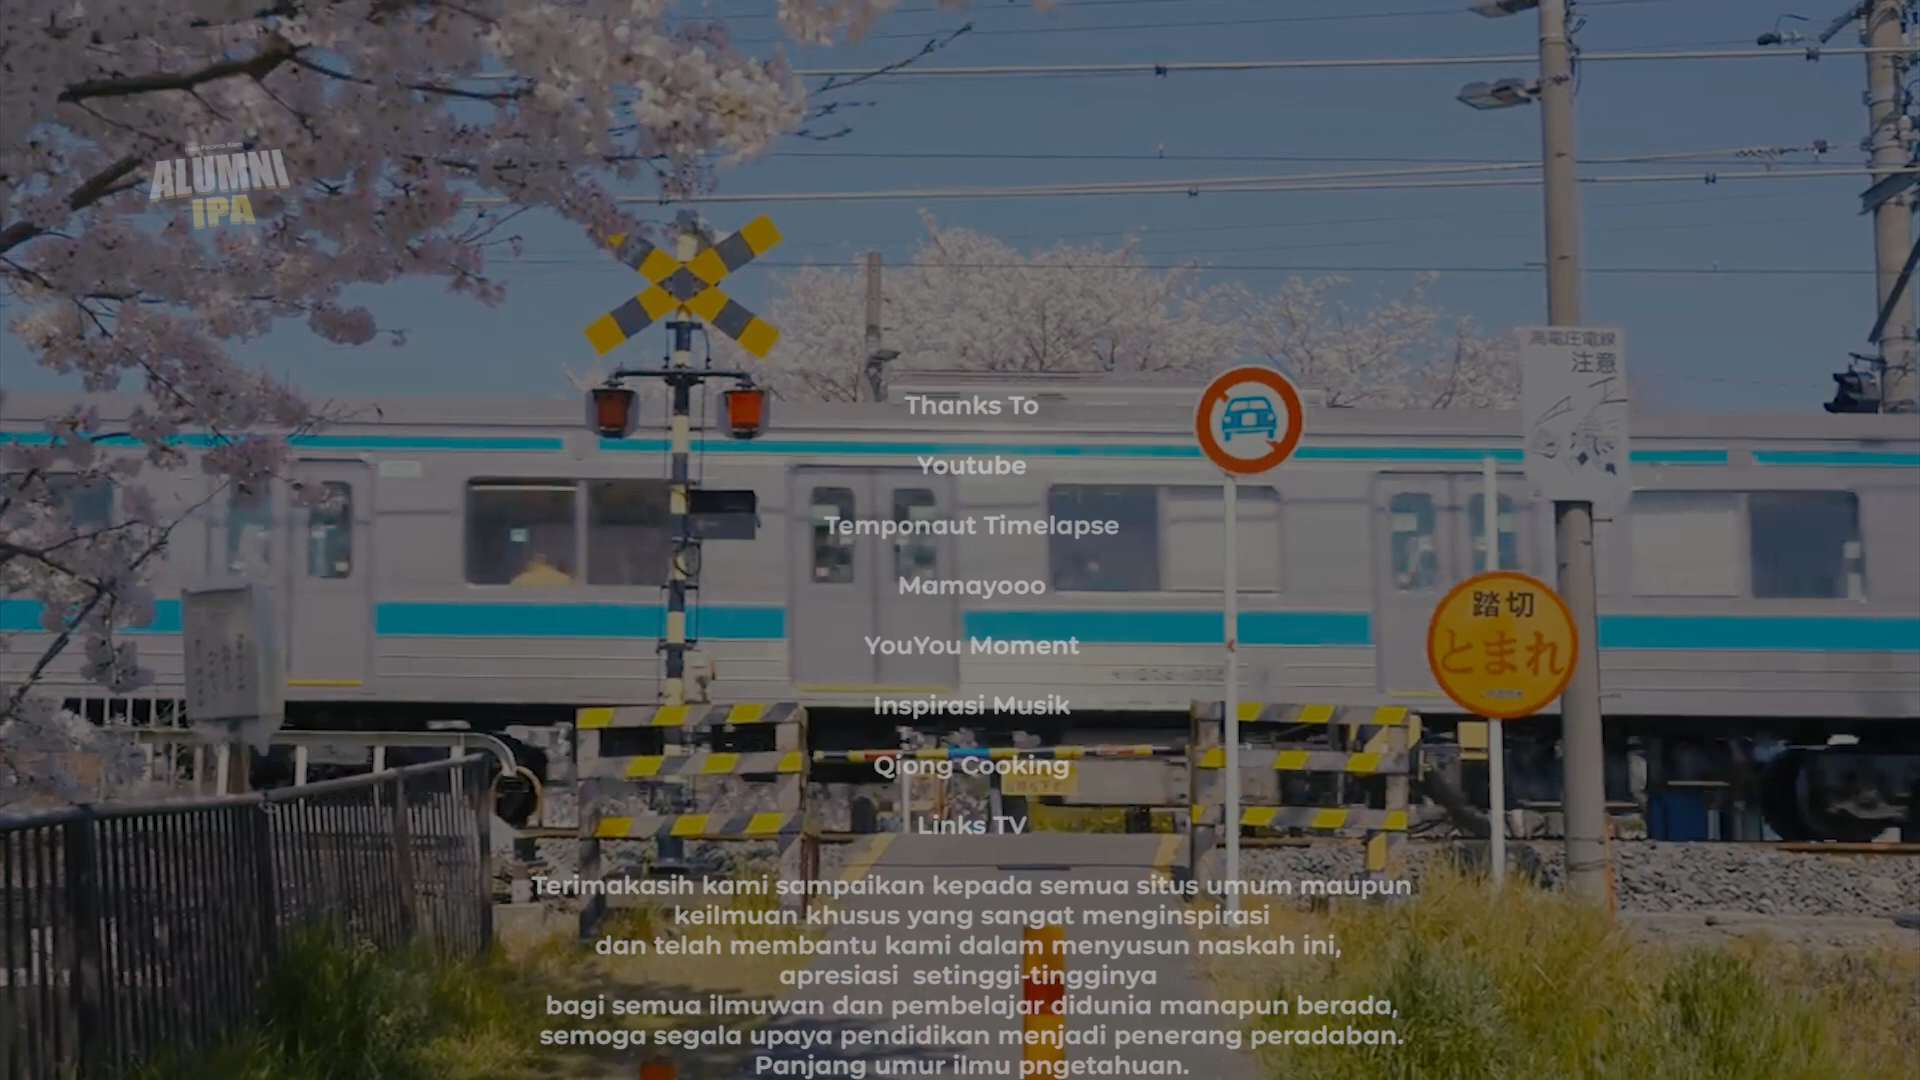 ALUMNI
IPA
高電圧電線
注意
Thanks To
Youtube
Temponaut Timelapse
Mamayooo
YouYou Moment
Inspirasi Musik
Qiong Cooking
Links TV
踏切
とまれ
Terimakasih kami sampaikan kepada semua situs umum maupun
keilmuan khusus yang sangat menginspirasi
dan telah membantu kami dalam menyusun naskah ini,
apresiasi setinggi-tingginya
bagi semua ilmuwan dan pembelajar didunia manapun berada,
semoga segala upaya pendidikan menjadi penerang peradaban.
Panjang umur ilmu pngetahuan.